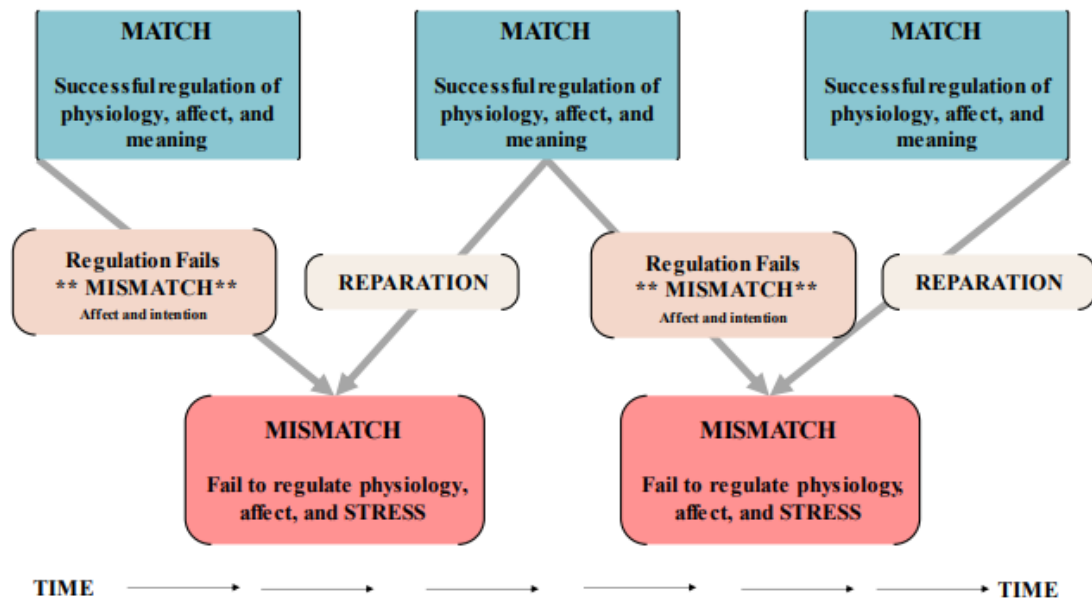 MATCH
Successful regulation of
physiology, affect, and
meaning
MATCH
Successful regulation of
physiology, affect, and
meaning
MATCH
Successful regulation of
physiology, affect, and
meaning
Regulation Fails
** MISMATCH**
Affect and intention
REPARATION
Regulation Fails
** MISMATCH**
Affect and intention
REPARATION
MISMATCH
Fail to regulate physiology,
affect, and STRESS
MISMATCH
Fail to regulate physiology,
affect, and STRESS
TIME
TIME